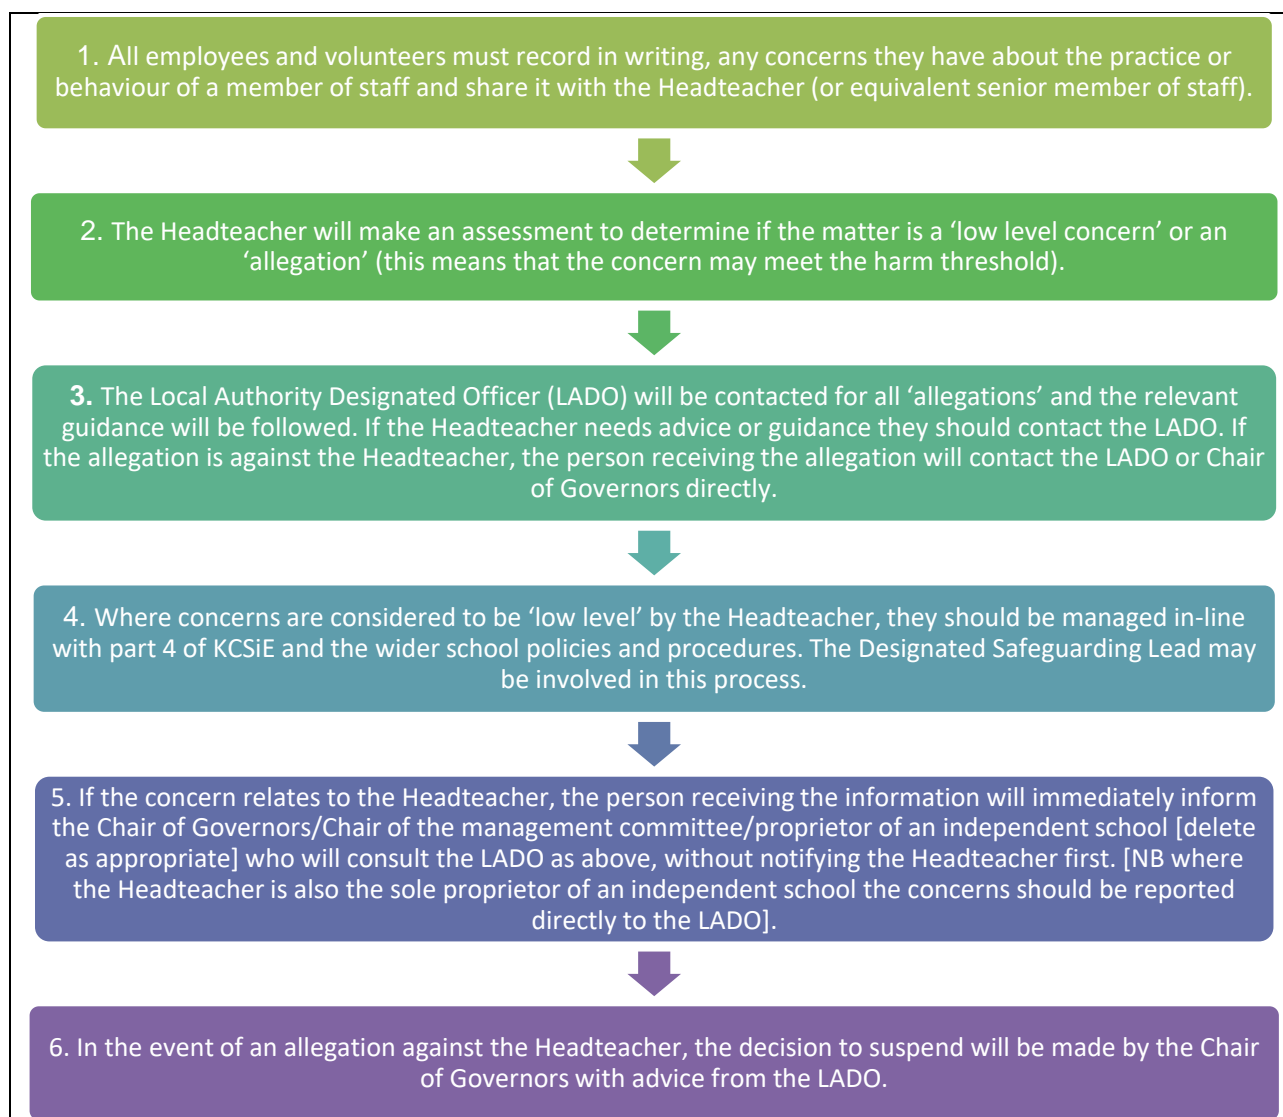 1. All employees and volunteers must record in writing, any concerns they have about the practice or
behaviour of a member of staff and share it with the Headteacher (or equivalent senior member of staff).
2. The Headteacher will make an assessment to determine if the matter is a ‘low level concern’ or an
‘allegation’ (this means that the concern may meet the harm threshold).
3. The Local Authority Designated Officer (LADO) will be contacted for all ‘allegations’ and the relevant
guidance will be followed. If the Headteacher needs advice or guidance they should contact the LADO. If
the allegation is against the Headteacher, the person receiving the allegation will contact the LADO or Chair
of Governors directly.
4. Where concerns are considered to be ‘low level’ by the Headteacher, they should be managed in-line
with part 4 of KCSiE and the wider school policies and procedures. The Designated Safeguarding Lead may
be involved in this process.
5. If the concern relates to the Headteacher, the person receiving the information will immediately inform
the Chair of Governors/Chair of the management committee/proprietor of an independent school [delete
as appropriate] who will consult the LADO as above, without notifying the Headteacher first. [NB where
the Headteacher is also the sole proprietor of an independent school the concerns should be reported
directly to the LADO].
6. In the event of an allegation against the Headteacher, the decision to suspend will be made by the Chair
of Governors with advice from the LADO.